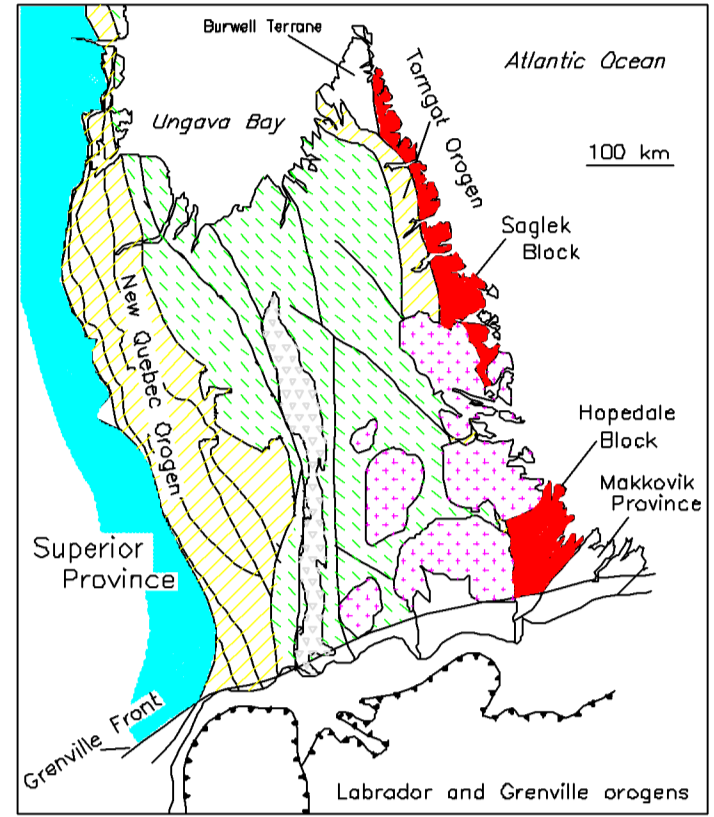 Burwell Terrane
Atlantic Ocean
Torngat Orogen
Ungava Bay
100 km
Saglek
Block
New Quebec Orogen
Hopedale
Block
Makkovik
Province
Superior
Province
Grenville Front
Labrador and Grenville orogens